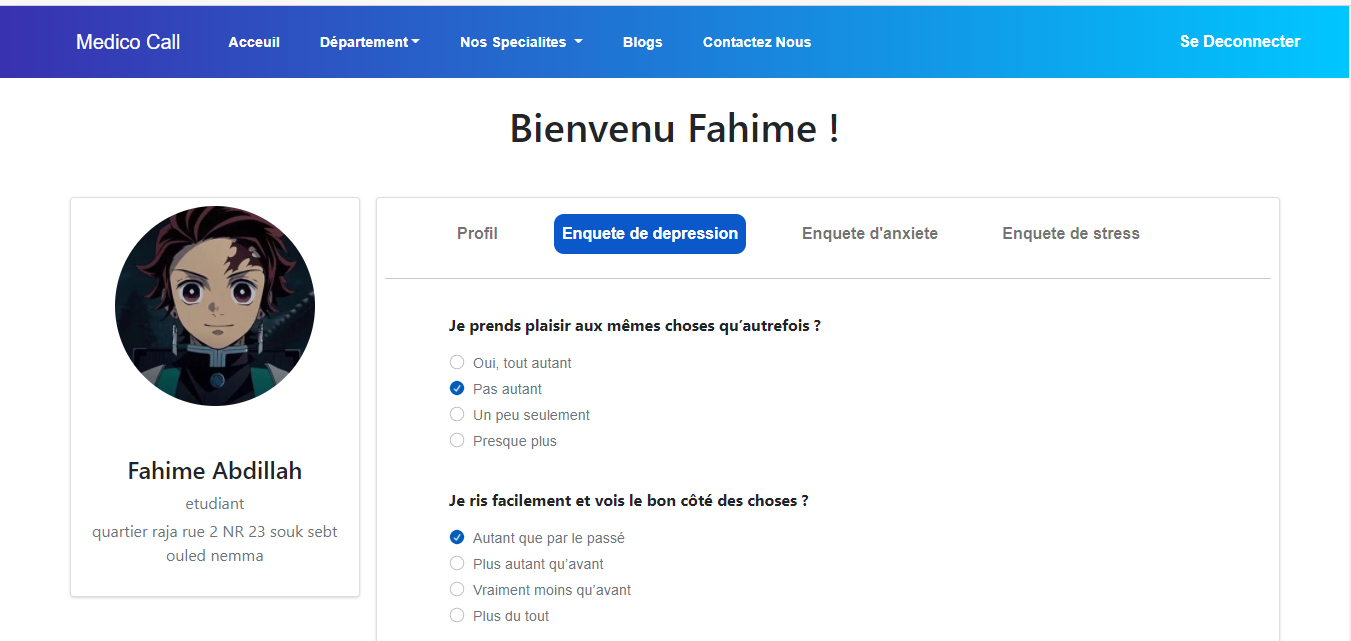 Medico Call Acceuil Département Nos Specialites Blogs Contactez Nous Se Deconnecter
Bienvenu Fahime !
Fahime Abdillah
etudiant
quartier raja rue 2 NR 23 souk sebt
ouled nemma
Profil Enquete de depression Enquete d'anxiete Enquete de stress
Je prends plaisir aux mêmes choses qu’autrefois ?
Oui, tout autant
Pas autant
Un peu seulement
Presque plus
Je ris facilement et vois le bon côté des choses ?
Autant que par le passé
Plus autant qu’avant
Vraiment moins qu’avant
Plus du tout